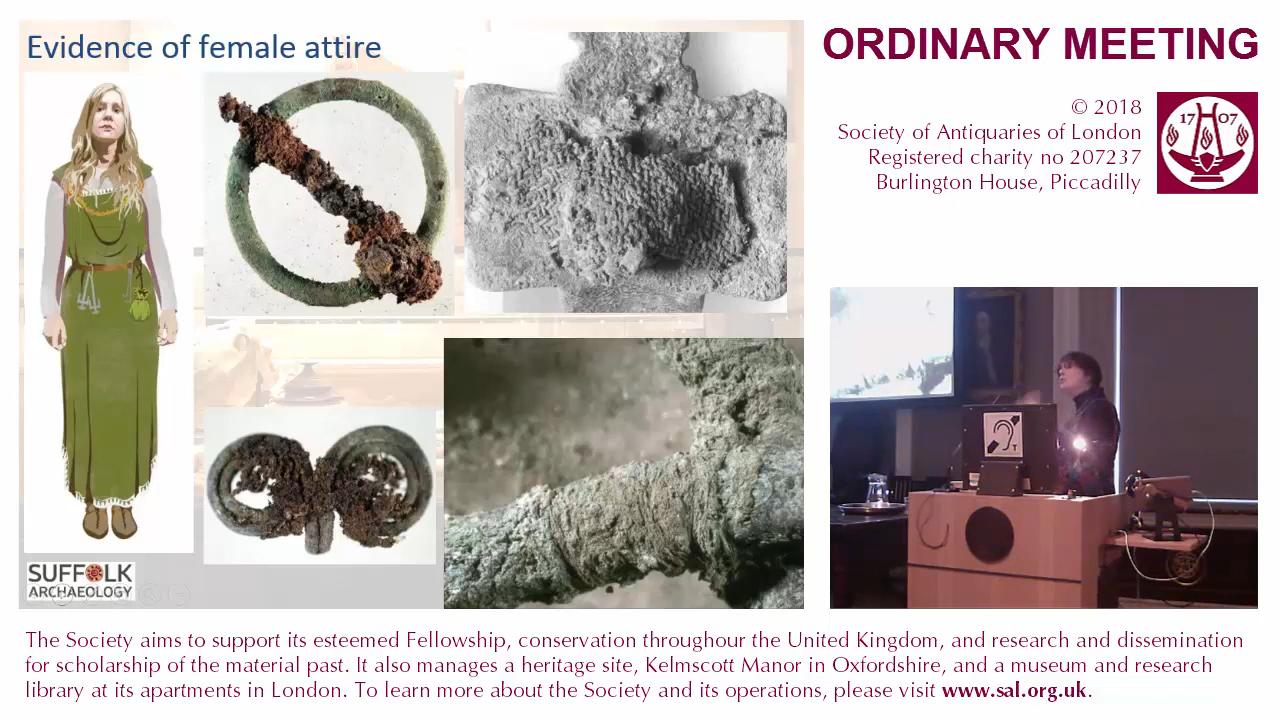 Evidence of female attire
SUFFOLK
ARCHAEOLOGY
ORDINARY MEETING
© 2018
Society of Antiquaries of London
Registered charity no 207237
Burlington House, Piccadilly
17 07
T
The Society aims to support its esteemed Fellowship, conservation throughour the United Kingdom, and research and dissemination
for scholarship of the material past. It also manages a heritage site, Kelmscott Manor in Oxfordshire, and a museum and research
library at its apartments in London. To learn more about the Society and its operations, please visit www.sal.org.uk.